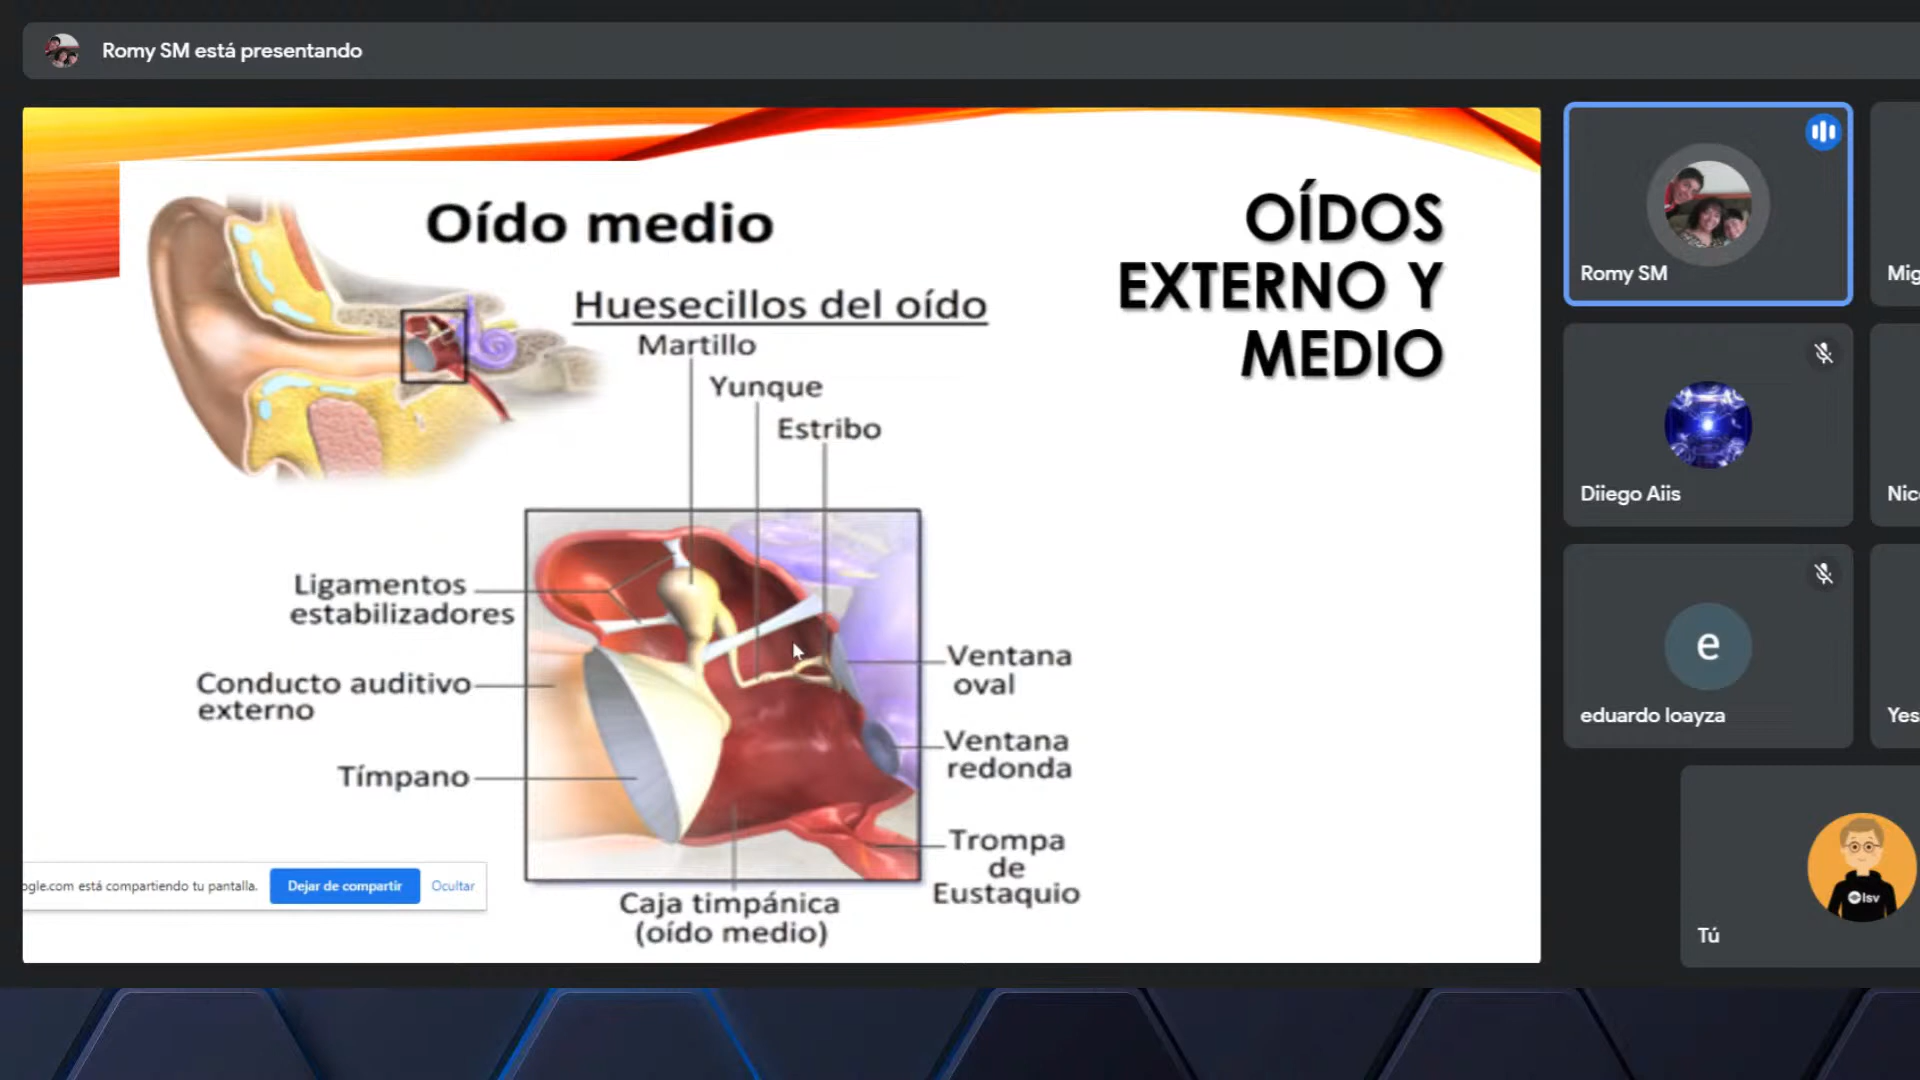 Romy SM está presentando
Oído medio
Huesecillos del oído
Martillo
Yunque
Estribo
Ligamentos
estabilizadores
Conducto auditivo
externo
Tímpano
Caja timpánica
(oído medio)
Ventana
oval
Ventana
redonda
Trompa
de
Eustaquio
OÍDOS
EXTERNO Y
MEDIO
ogle.com está compartiendo tu pantalla.
Dejar de compartir
Ocultar
Romy SM
Mig
Diiego Aiis
Nic
e
eduardo loayza
Yes
lsv
Tú